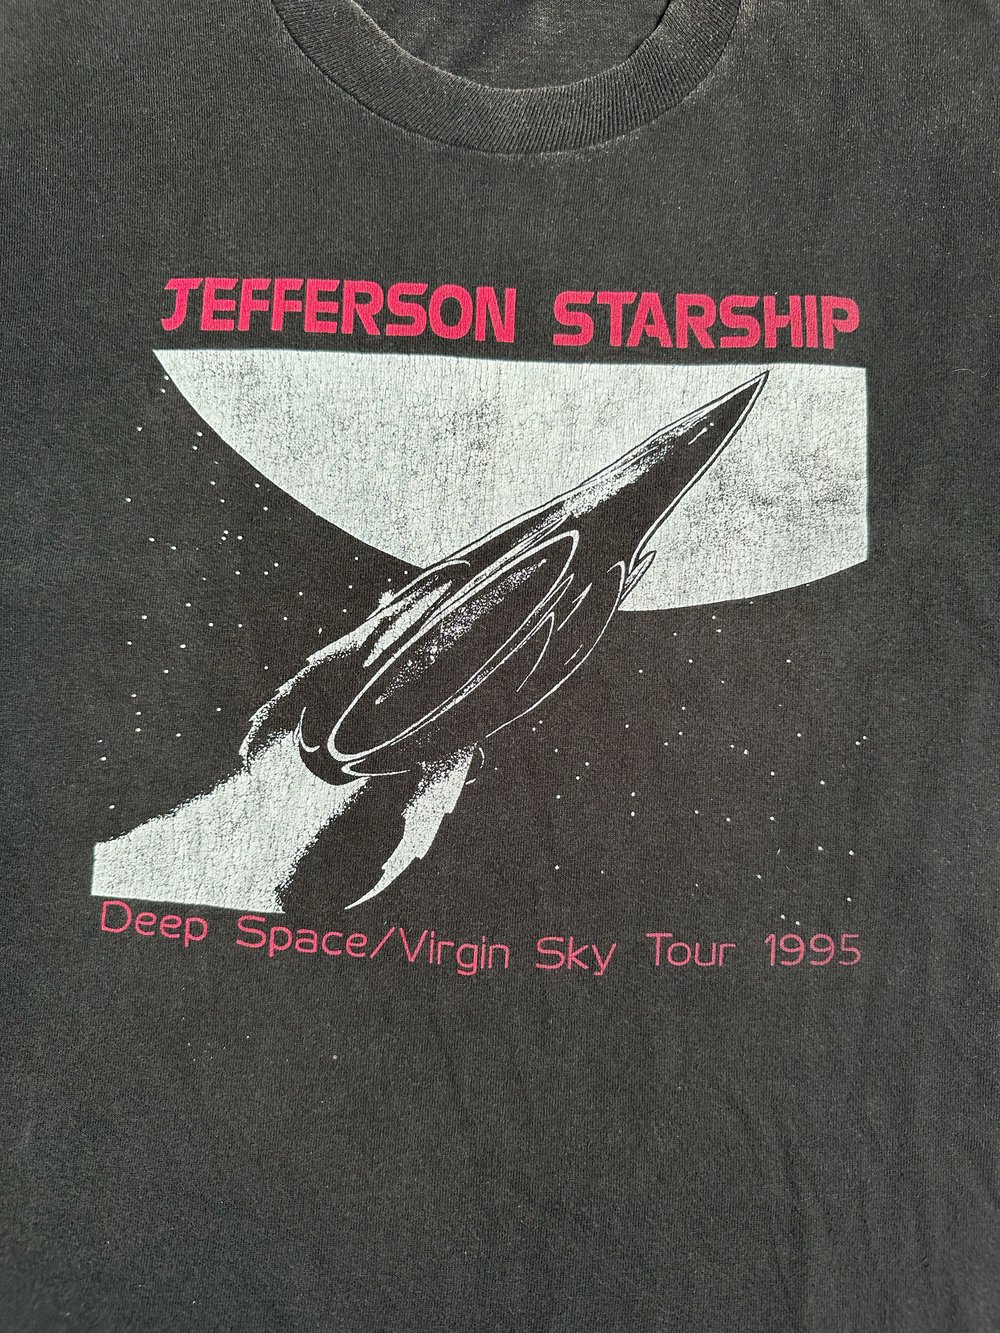 JEFFERSON STARSHIP
Deep Space/Virgin Sky Tour 1995